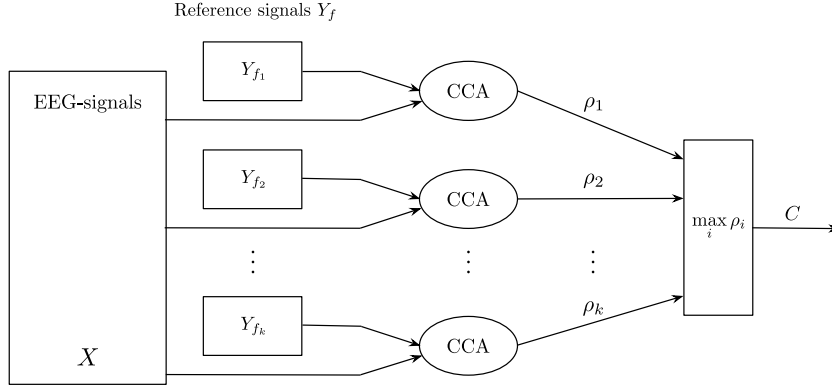 Reference signals Y_f
EEG-signals
Y_{f_1}
CCA
ρ_1
Y_{f_2}
CCA
ρ_2
max_i ρ_i
C
⋮ ⋮ ⋮
Y_{f_k}
CCA
ρ_k
X